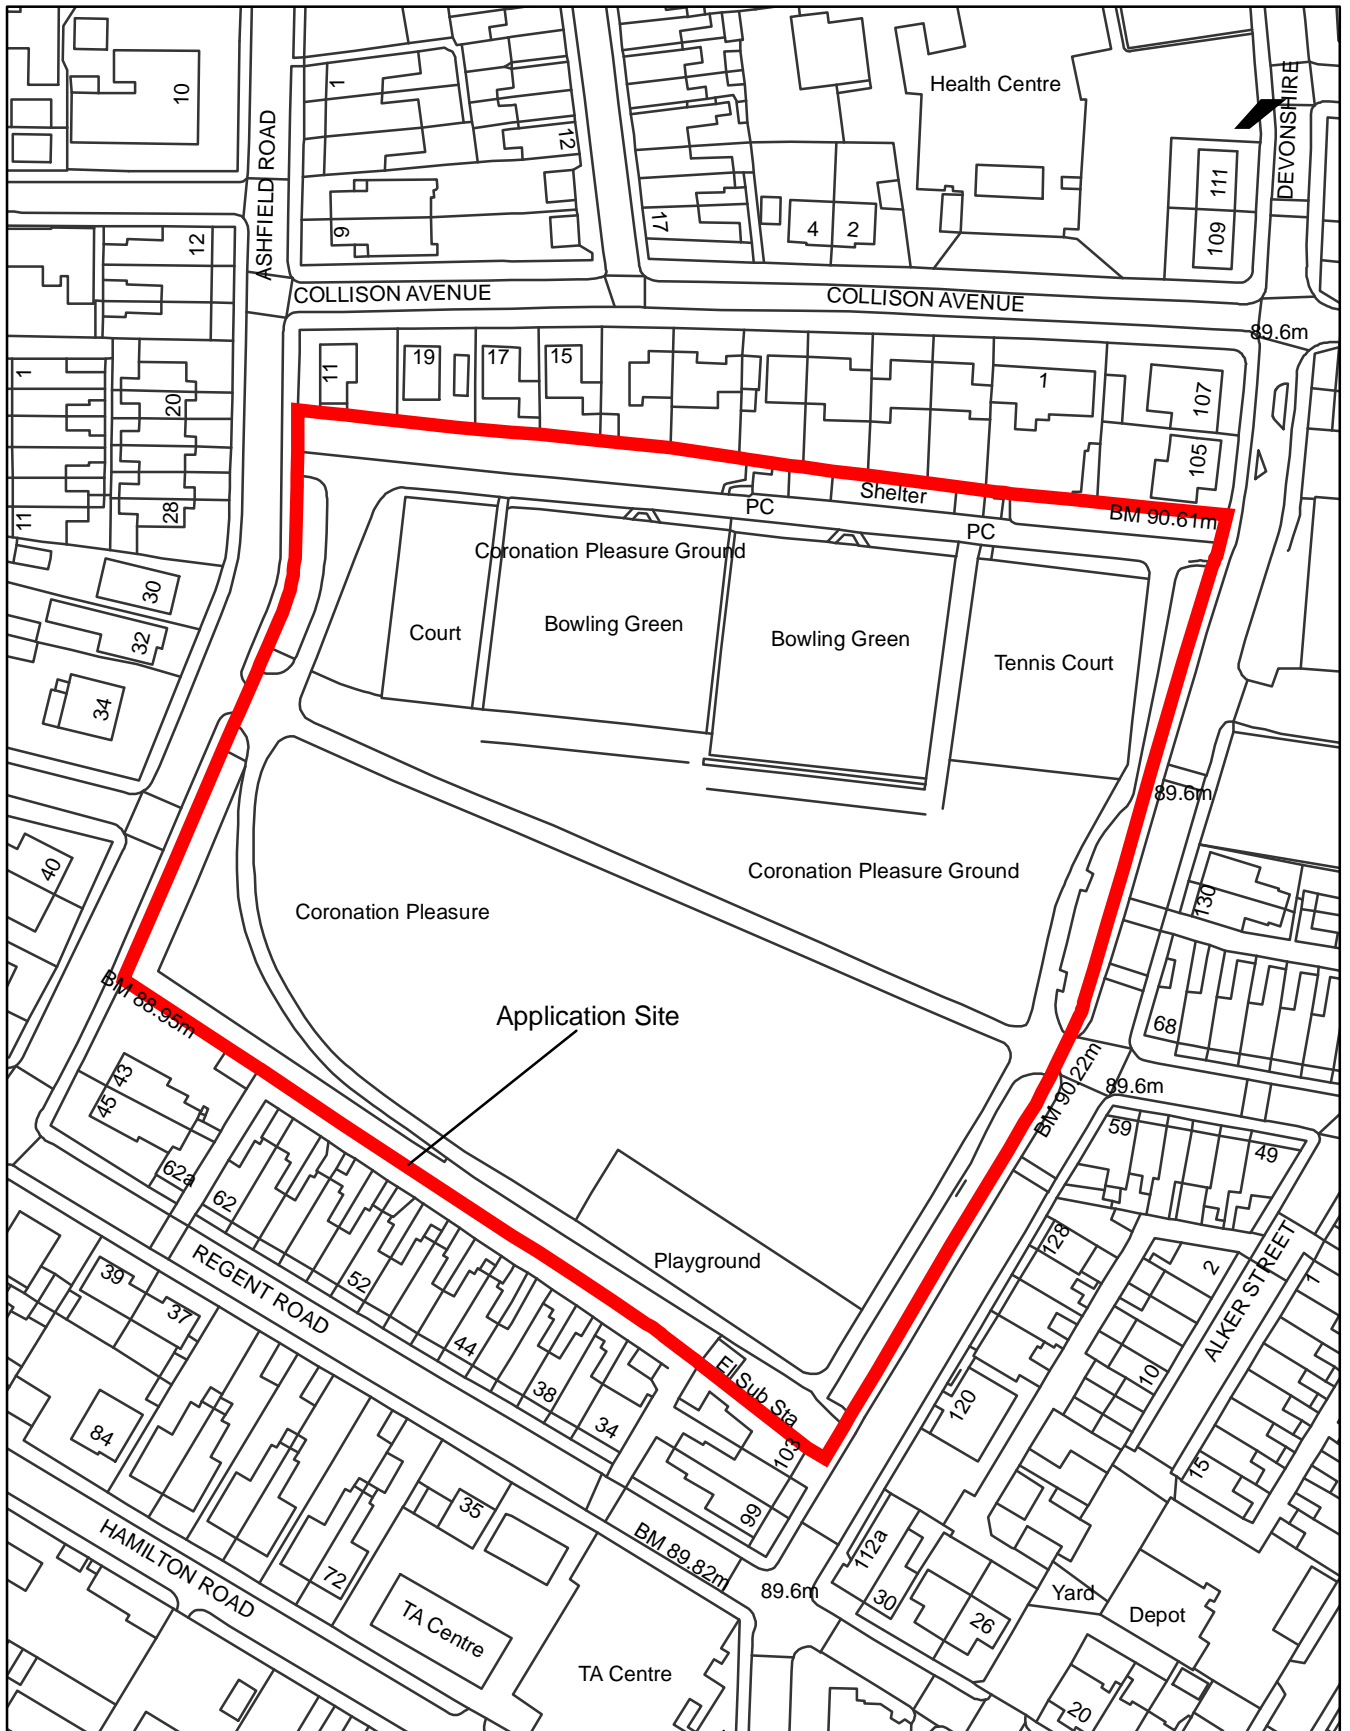 Health Centre
10
1
12
DEVONSHIRE
ASHFIELD ROAD
111
109
4
2
17
9
12
COLLISON AVENUE
COLLISON AVENUE
89.6m
11
19
17
15
1
107
105
1
20
28
11
Shelter
PC
PC
BM 90.61m
Coronation Pleasure Ground
Court
Bowling Green
Bowling Green
Tennis Court
30
32
34
89.6m
40
Coronation Pleasure Ground
130
Coronation Pleasure
BM 88.95m
Application Site
68
BM 90.22m
89.6m
43
45
59
49
62a
62
128
ALKER STREET
2
1
REGENT ROAD
52
Playground
39
37
44
38
34
El Sub Sta
103
120
10
15
84
99
35
BM 89.82m
112a
HAMILTON ROAD
72
89.6m
30
26
Yard
Depot
TA Centre
TA Centre
20